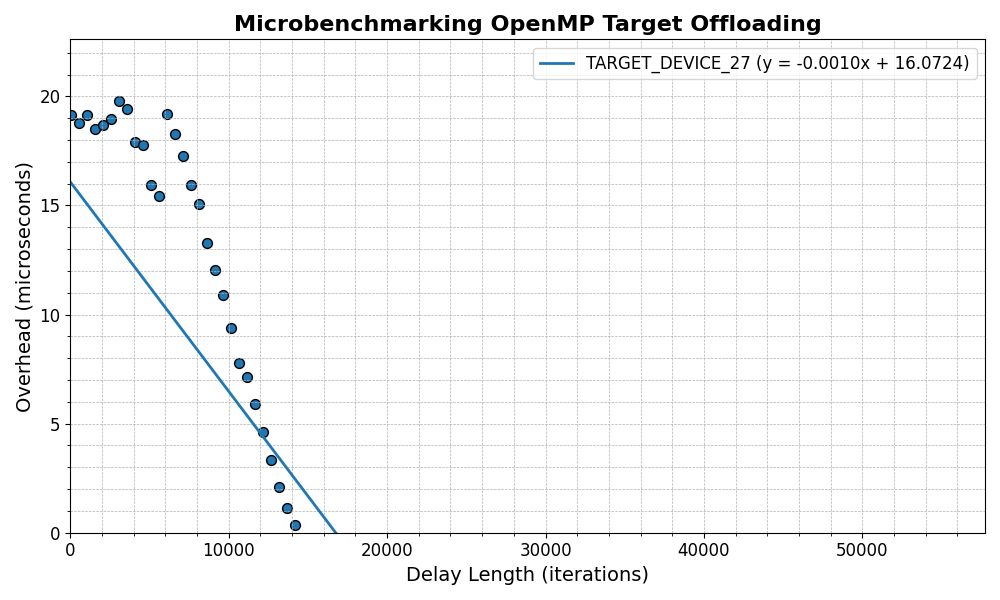 Microbenchmarking OpenMP Target Offloading
TARGET_DEVICE_27 (y = -0.0010x + 16.0724)
Overhead (microseconds)
20
15
10
5
0
0 10000 20000 30000 40000 50000
Delay Length (iterations)